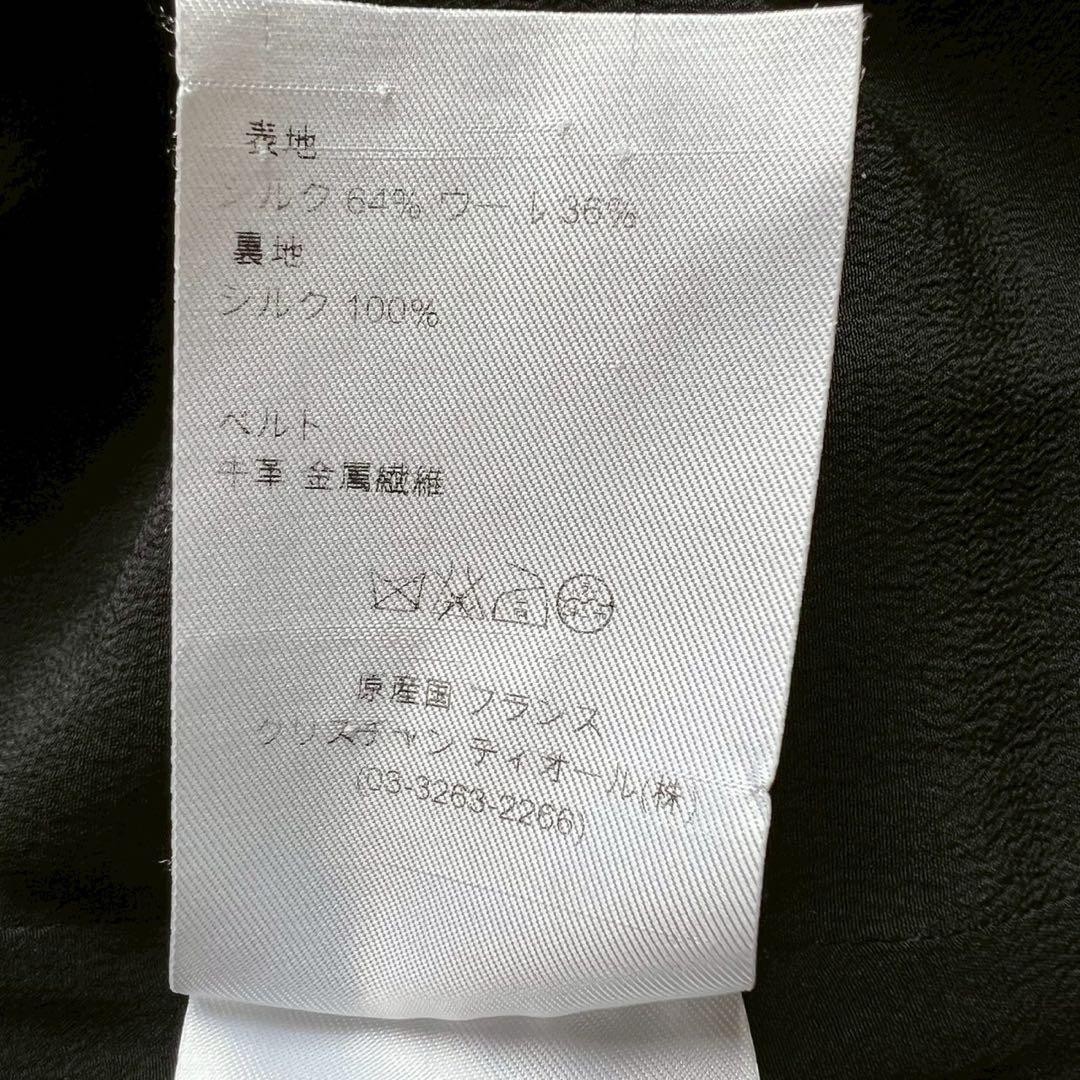 表地
シルク 64% ウール 36%
裏地
シルク 100%
ベルト
牛革 金属繊維
原産国 フランス
クリスチャン ディオール(株)
(03-3263-2266)